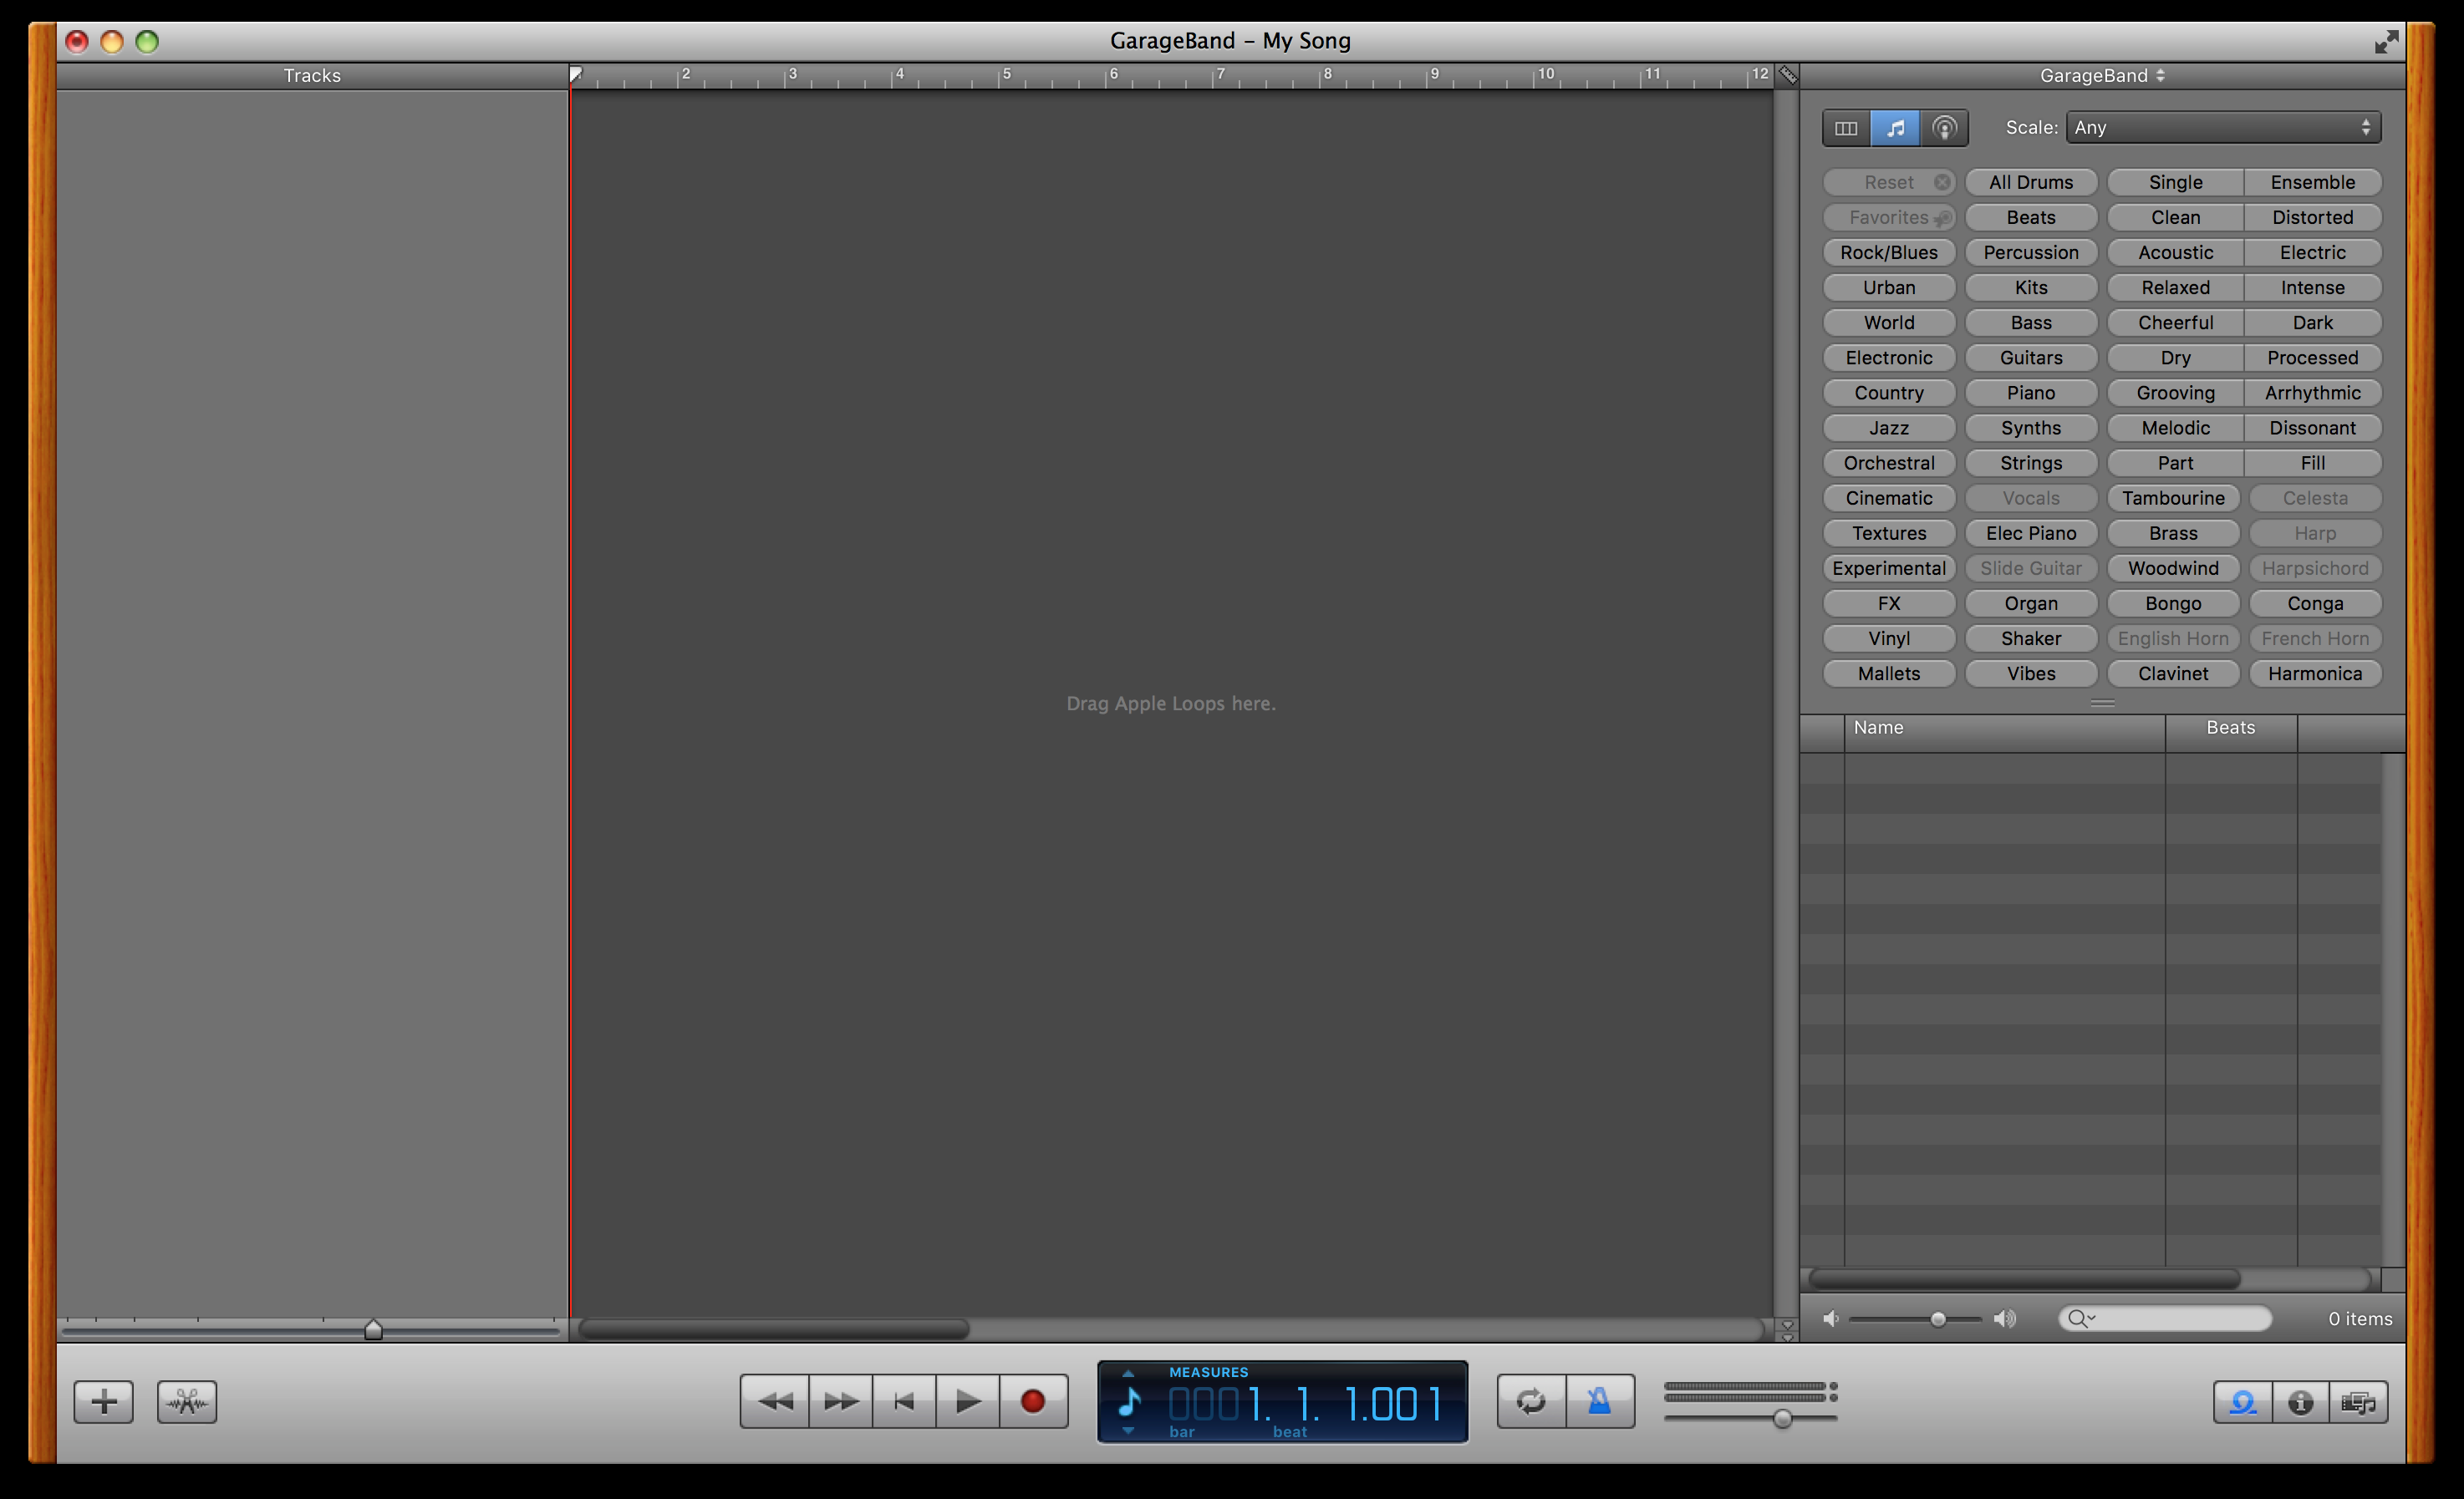 GarageBand – My Song
Tracks
2 3 4 5 6 7 8 9 10 11 12
GarageBand
Scale: Any
Reset All Drums Single Ensemble
Favorites Beats Clean Distorted
Rock/Blues Percussion Acoustic Electric
Urban Kits Relaxed Intense
World Bass Cheerful Dark
Electronic Guitars Dry Processed
Country Piano Grooving Arrhythmic
Jazz Synths Melodic Dissonant
Orchestral Strings Part Fill
Cinematic Vocals Tambourine Celesta
Textures Elec Piano Brass Harp
Experimental Slide Guitar Woodwind Harpsichord
FX Organ Bongo Conga
Vinyl Shaker English Horn French Horn
Mallets Vibes Clavinet Harmonica
Drag Apple Loops here.
Name Beats
0 items
MEASURES
0001. 1. 1.001
bar beat